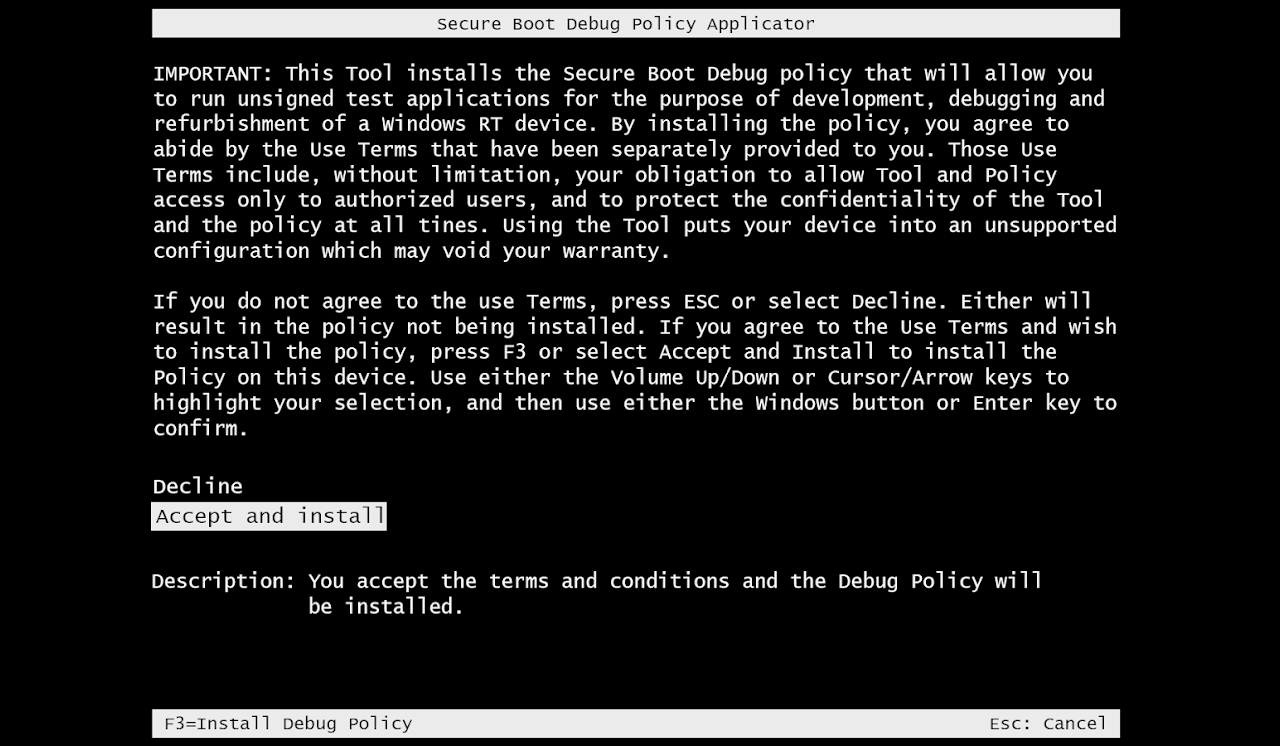 Secure Boot Debug Policy Applicator
IMPORTANT: This Tool installs the Secure Boot Debug policy that will allow you
to run unsigned test applications for the purpose of development, debugging and
refurbishment of a Windows RT device. By installing the policy, you agree to
abide by the Use Terms that have been separately provided to you. Those Use
Terms include, without limitation, your obligation to allow Tool and Policy
access only to authorized users, and to protect the confidentiality of the Tool
and the policy at all tines. Using the Tool puts your device into an unsupported
configuration which may void your warranty.
If you do not agree to the use Terms, press ESC or select Decline. Either will
result in the policy not being installed. If you agree to the Use Terms and wish
to install the policy, press F3 or select Accept and Install to install the
Policy on this device. Use either the Volume Up/Down or Cursor/Arrow keys to
highlight your selection, and then use either the Windows button or Enter key to
confirm.
Decline
Accept and install
Description: You accept the terms and conditions and the Debug Policy will
be installed.
F3=Install Debug Policy Esc: Cancel